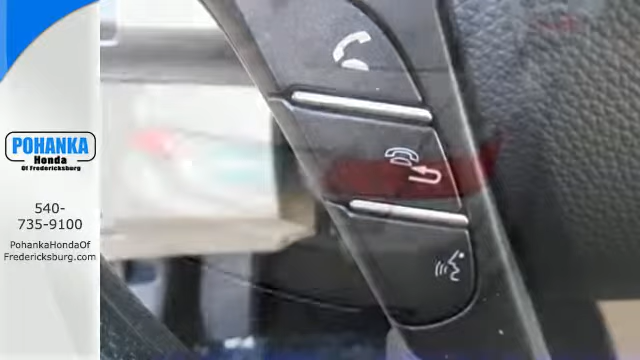 POHANKA
Honda
Of Fredericksburg
540-
735-9100
PohankaHondaOf
Fredericksburg.com